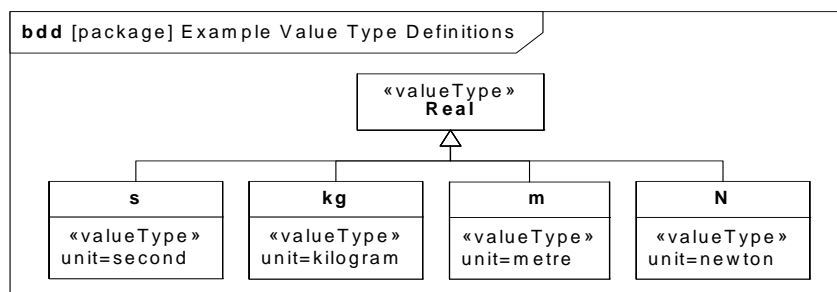 bdd [package] Example Value Type Definitions
«valueType»
Real
s
«valueType»
unit=second
kg
«valueType»
unit=kilogram
m
«valueType»
unit=metre
N
«valueType»
unit=newton